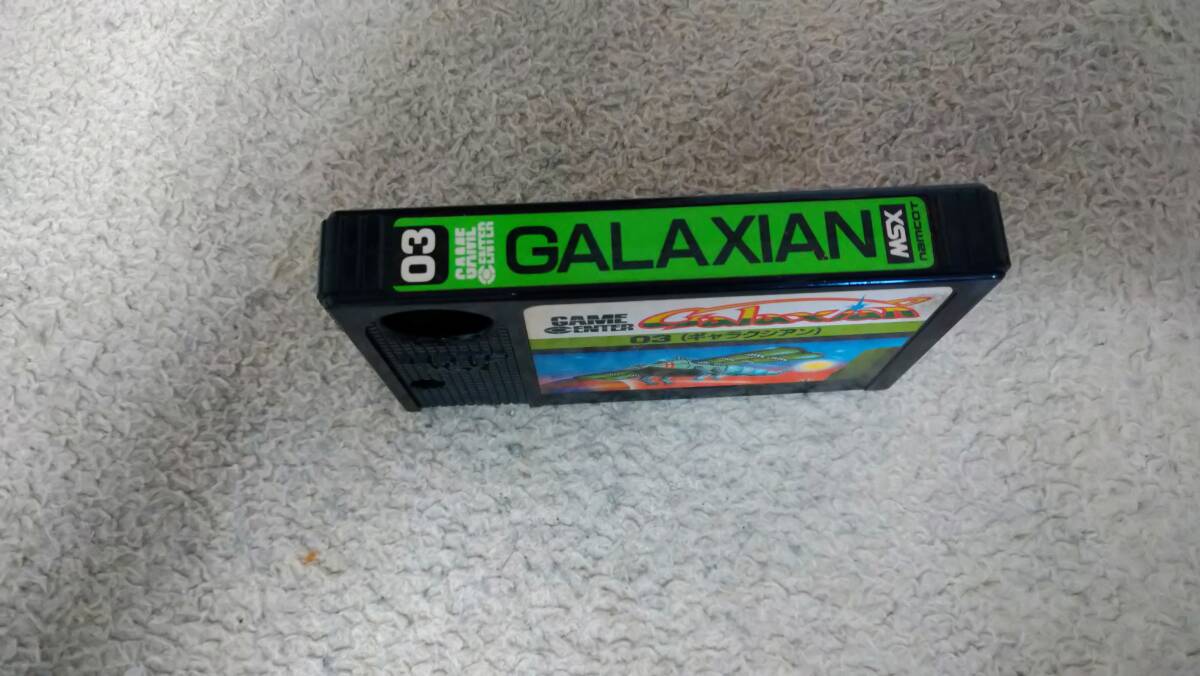 03
GAME
CENTER
GALAXIAN
MSX
namcot
GAME
CENTER
Galaxian
03 (ギャラクシアン)